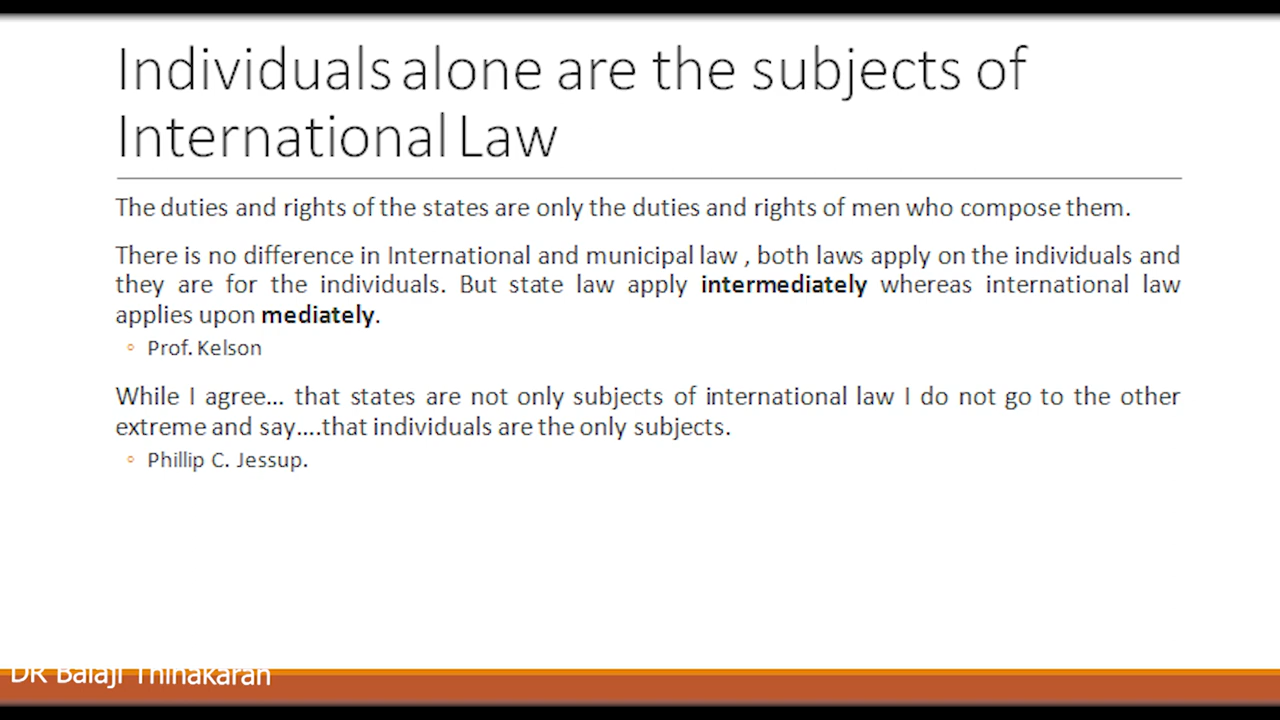 Individuals alone are the subjects of
International Law
The duties and rights of the states are only the duties and rights of men who compose them.
There is no difference in International and municipal law , both laws apply on the individuals and
they are for the individuals. But state law apply intermediately whereas international law
applies upon mediately.
Prof. Kelson
While I agree... that states are not only subjects of international law I do not go to the other
extreme and say....that individuals are the only subjects.
Phillip C. Jessup.
DR Balaji Thinakaran